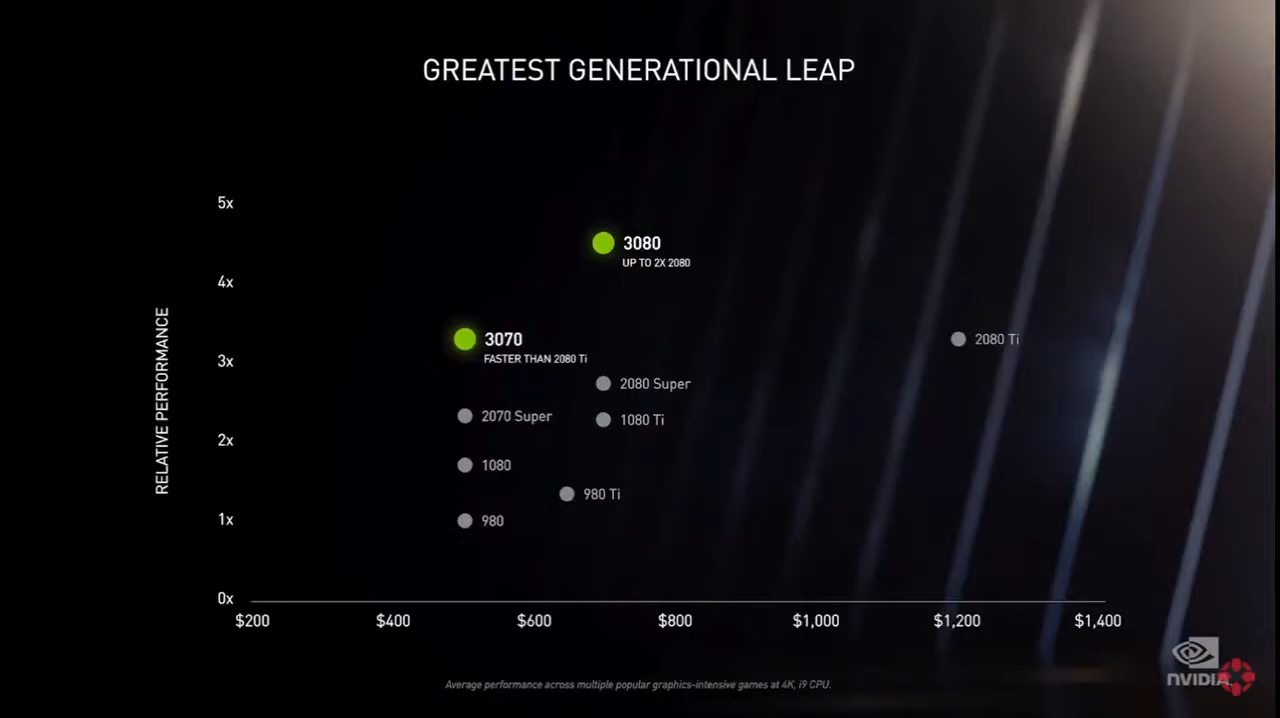 GREATEST GENERATIONAL LEAP
RELATIVE PERFORMANCE
5x
3080
UP TO 2X 2080
4x
3070
FASTER THAN 2080 Ti
2080 Ti
3x
2080 Super
2070 Super
1080 Ti
2x
1080
980 Ti
1x
980
0x
$200 $400 $600 $800 $1,000 $1,200 $1,400
Average performance across multiple popular graphics-intensive games at 4K, i9 CPU.
NVIDIA